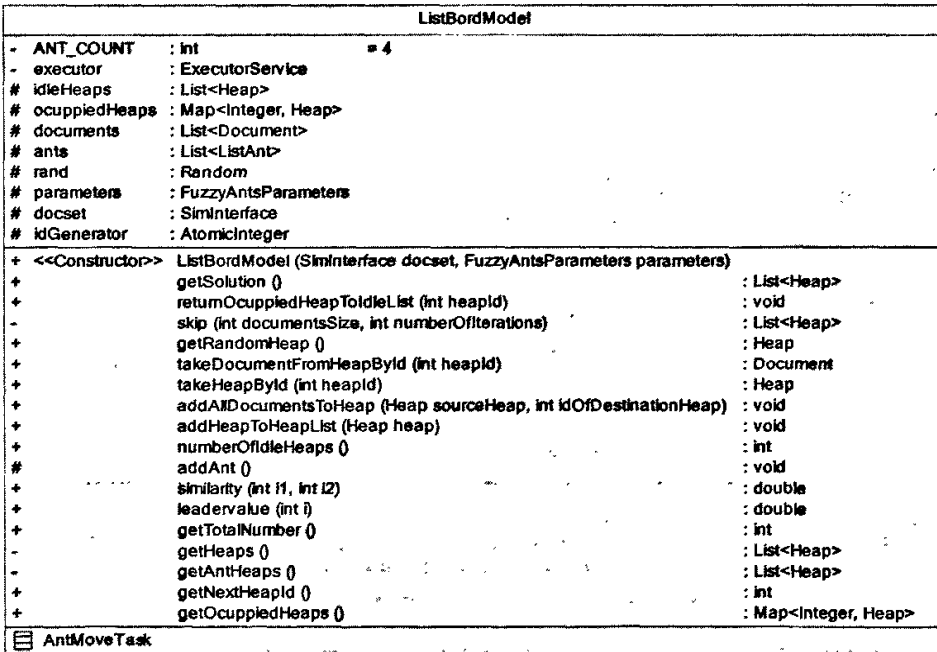 ListBordModel
- ANT_COUNT : int = 4
- executor : ExecutorService
# idleHeaps : List<Heap>
# ocuppiedHeaps : Map<Integer, Heap>
# documents : List<Document>
# ants : List<ListAnt>
# rand : Random
# parameters : FuzzyAntsParameters
# docset : SimInterface
# idGenerator : AtomicInteger
+ <<Constructor>> ListBordModel (SimInterface docset, FuzzyAntsParameters parameters)
+ getSolution () : List<Heap>
+ returnOcuppiedHeapToIdleList (int heapId) : void
- skip (int documentsSize, int numberOfIterations) : List<Heap>
+ getRandomHeap () : Heap
+ takeDocumentFromHeapById (int heapId) : Document
+ takeHeapById (int heapId) : Heap
+ addAllDocumentsToHeap (Heap sourceHeap, int idOfDestinationHeap) : void
+ addHeapToHeapList (Heap heap) : void
+ numberOfIdleHeaps () : int
# addAnt () : void
+ similarity (int i1, int i2) : double
+ leadervalue (int i) : double
+ getTotalNumber () : int
- getHeaps () : List<Heap>
- getAntHeaps () : List<Heap>
+ getNextHeapId () : int
+ getOcuppiedHeaps () : Map<Integer, Heap>
AntMoveTask